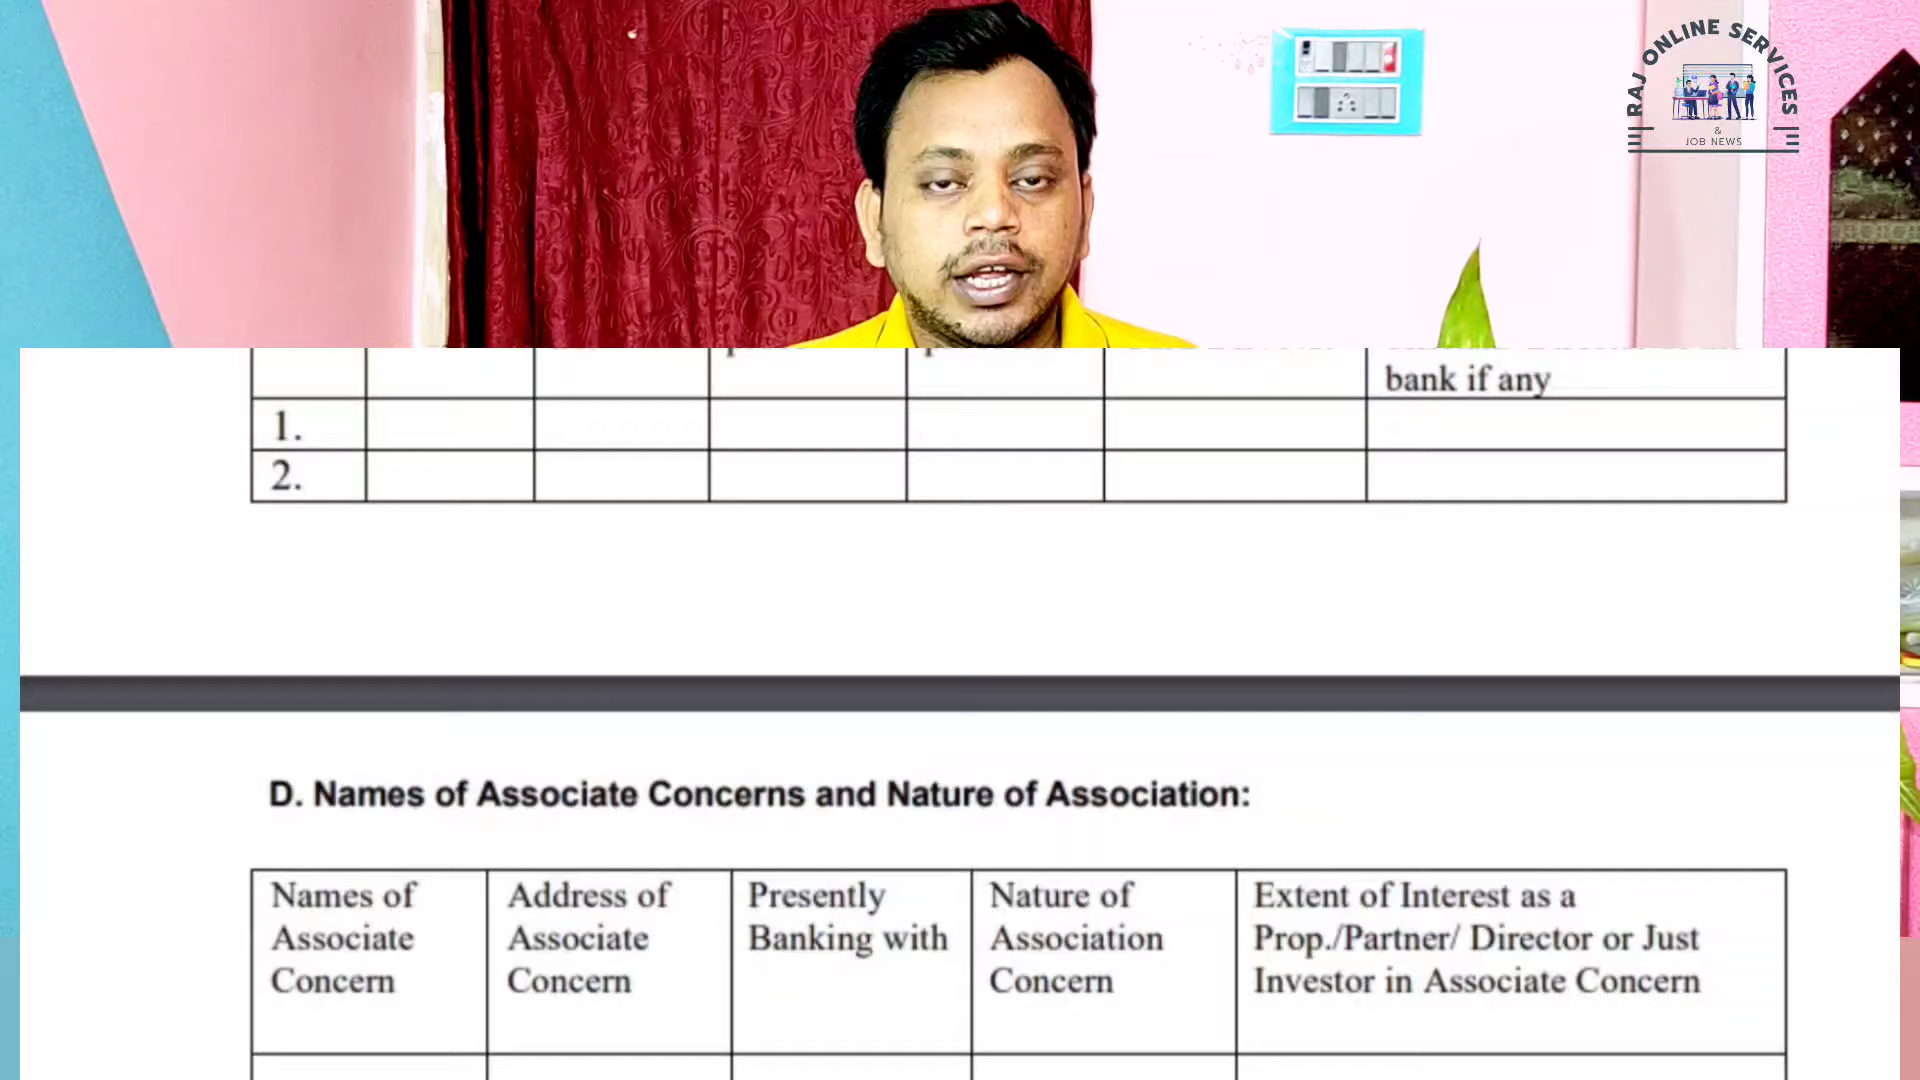 RAJ ONLINE SERVICES
&
JOB NEWS
bank if any
1.
2.
D. Names of Associate Concerns and Nature of Association:
Names of Associate Concern
Address of Associate Concern
Presently Banking with
Nature of Association Concern
Extent of Interest as a
Prop./Partner/ Director or Just
Investor in Associate Concern